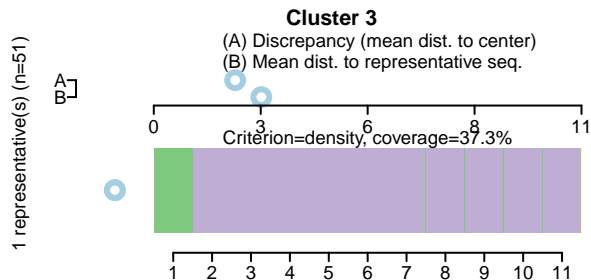 Cluster 3
(A) Discrepancy (mean dist. to center)
(B) Mean dist. to representative seq.
A
B
0 3 6 8 11
Criterion=density, coverage=37.3%
1 representative(s) (n=51)
1 2 3 4 5 6 7 8 9 10 11